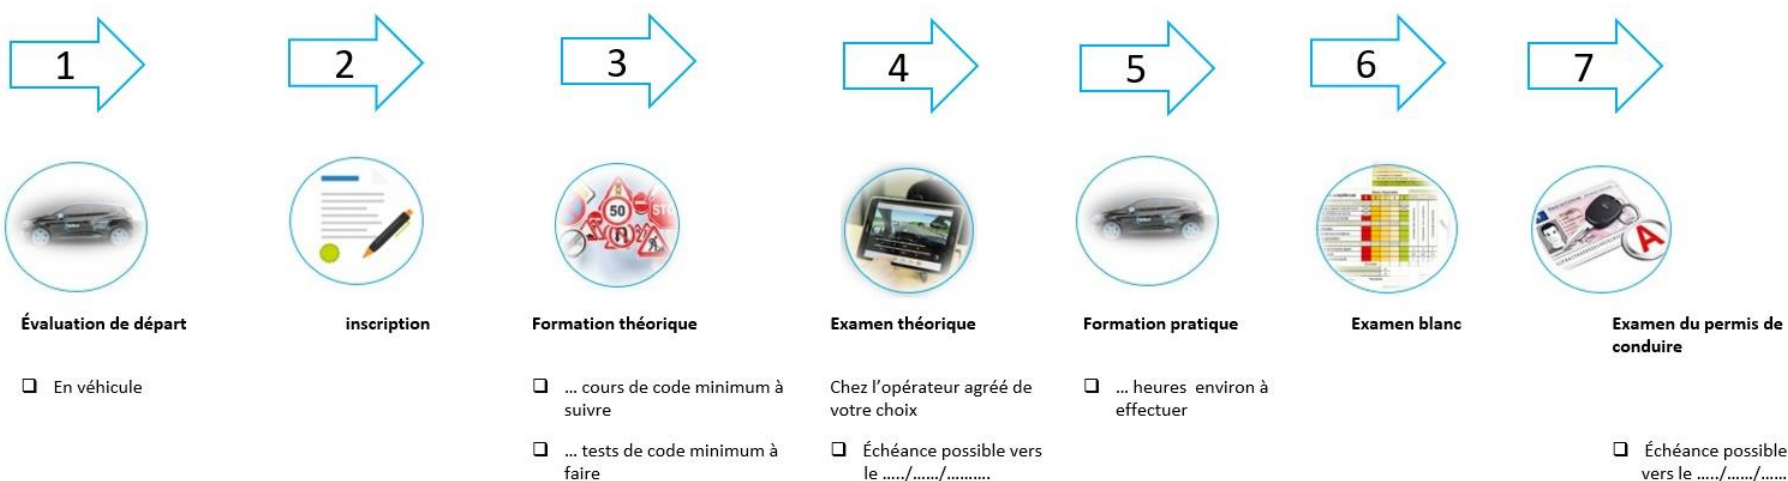 1
2
3
4
5
6
7
50
STO
A
Évaluation de départ
inscription
Formation théorique
Examen théorique
Formation pratique
Examen blanc
Examen du permis de
conduire
❑ En véhicule
❑ ... cours de code minimum à
suivre
❑ ... tests de code minimum à
faire
Chez l'opérateur agréé de
votre choix
❑ Échéance possible vers
le ...../....../..........
❑ ... heures environ à
effectuer
❑ Échéance possible
vers le ...../....../......